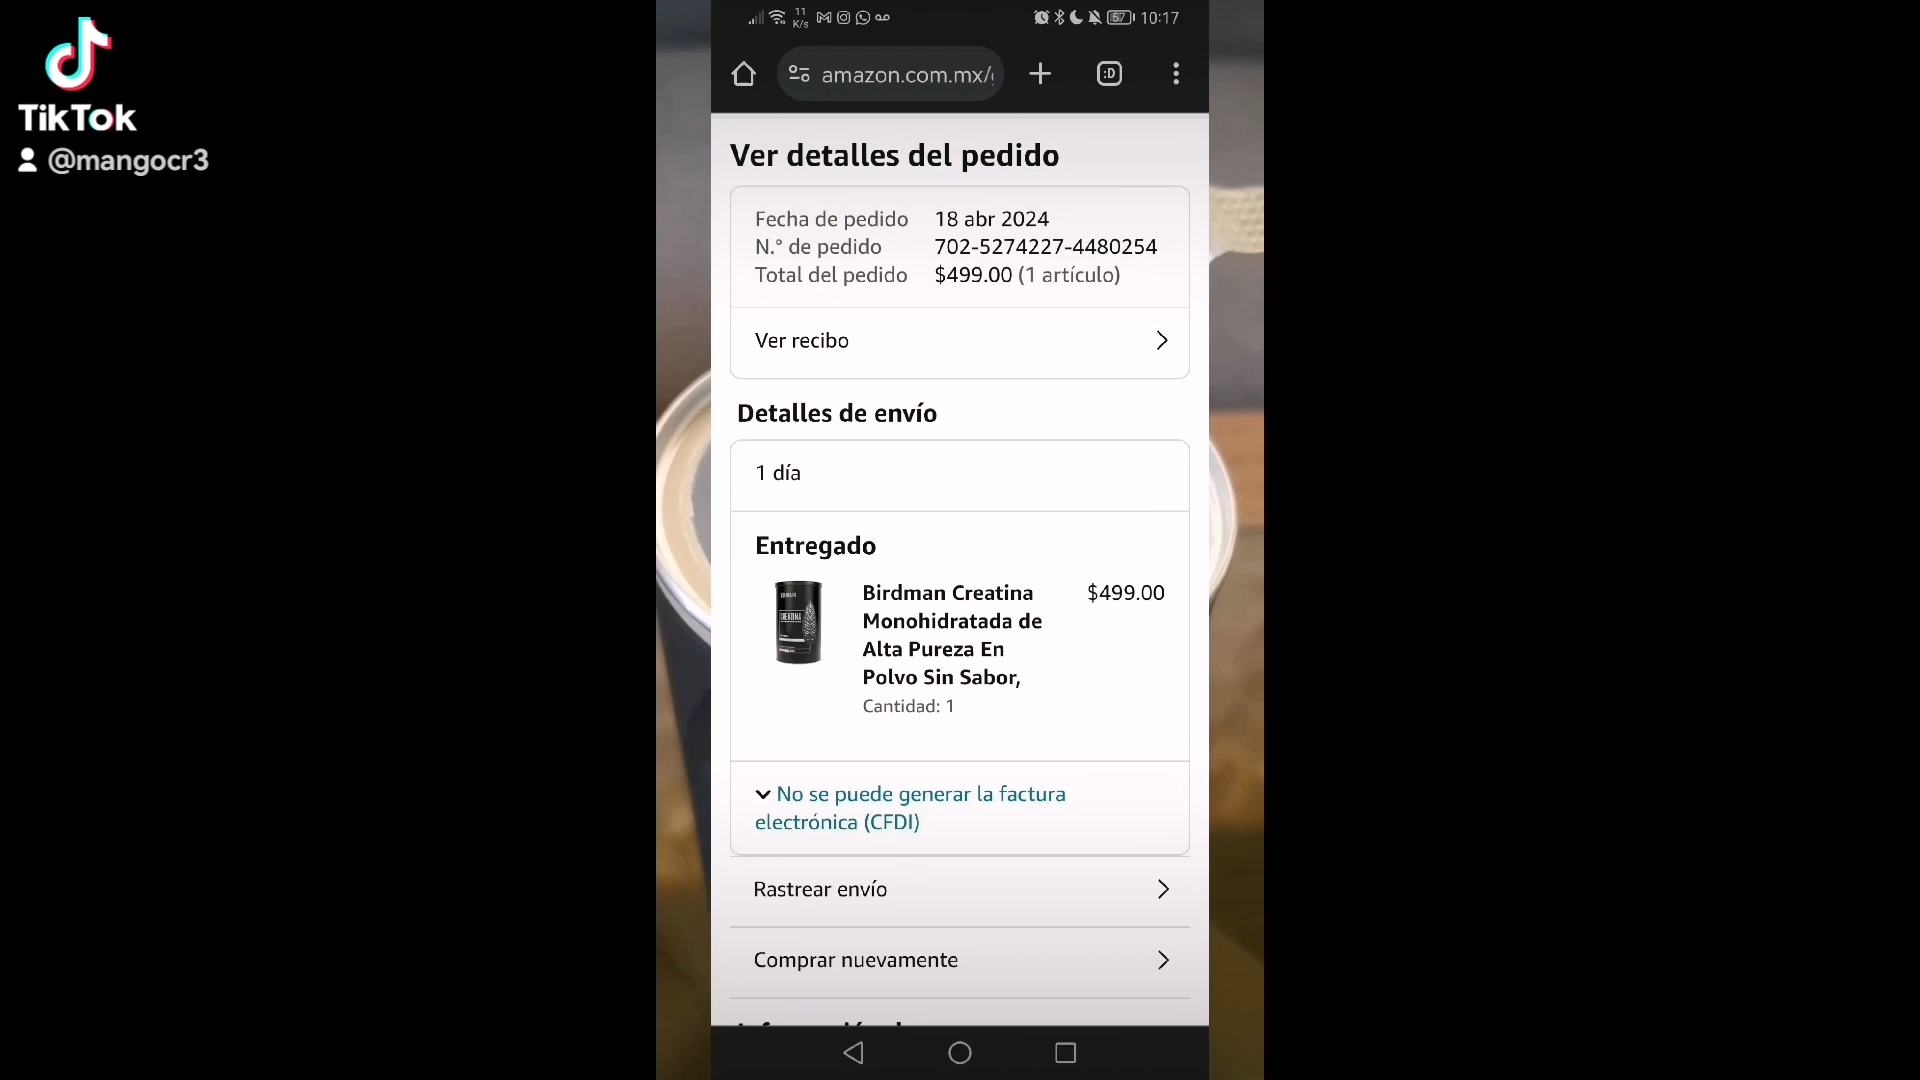 TikTok
@mangocr3
11
K/s
57
10:17
amazon.com.mx/
:D
Ver detalles del pedido
Fecha de pedido 18 abr 2024
N.° de pedido 702-5274227-4480254
Total del pedido $499.00 (1 artículo)
Ver recibo
Detalles de envío
1 día
Entregado
Birdman Creatina $499.00
Monohidratada de
Alta Pureza En
Polvo Sin Sabor,
Cantidad: 1
CREATINA
No se puede generar la factura
electrónica (CFDI)
Rastrear envío
Comprar nuevamente